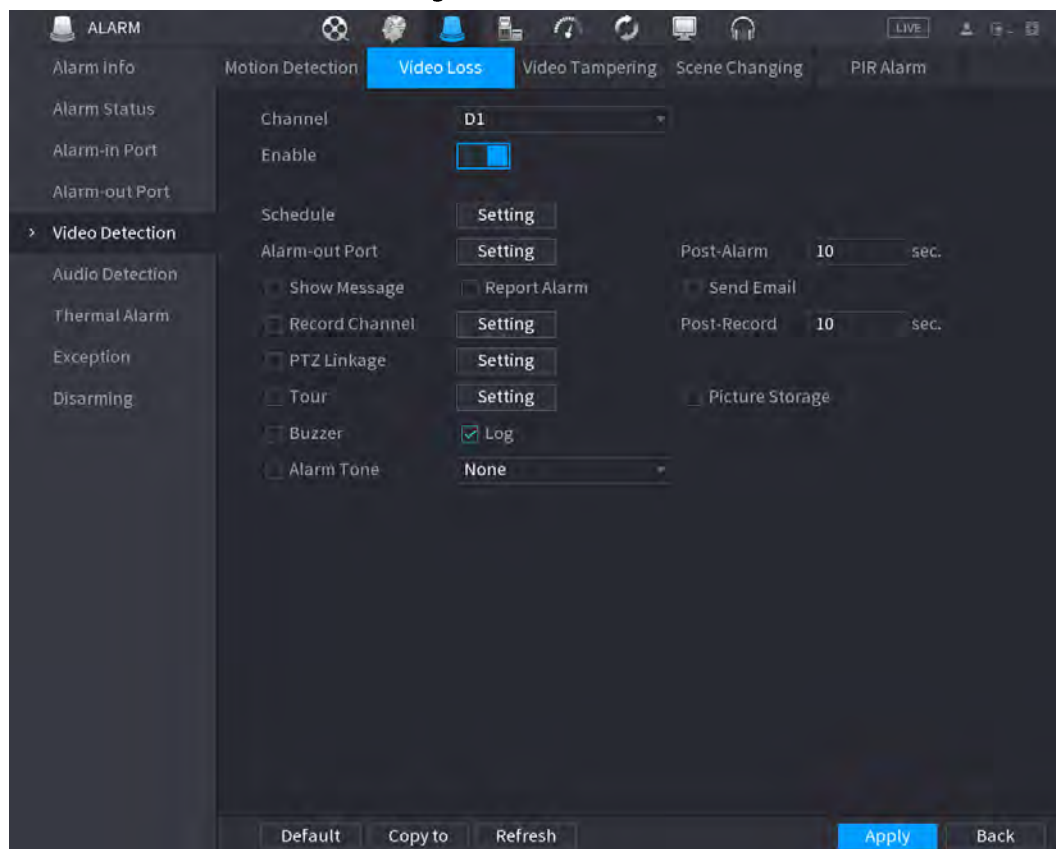 ALARM LIVE
Alarm Info Motion Detection Video Loss Video Tampering Scene Changing PIR Alarm
Alarm Status Channel D1
Alarm-in Port Enable
Alarm-out Port
Schedule Setting
Video Detection
Alarm-out Port Setting Post-Alarm 10 sec.
Audio Detection
Show Message Report Alarm Send Email
Thermal Alarm
Record Channel Setting Post-Record 10 sec.
Exception
PTZ Linkage Setting
Disarming
Tour Setting Picture Storage
Buzzer Log
Alarm Tone None
Default Copy to Refresh Apply Back